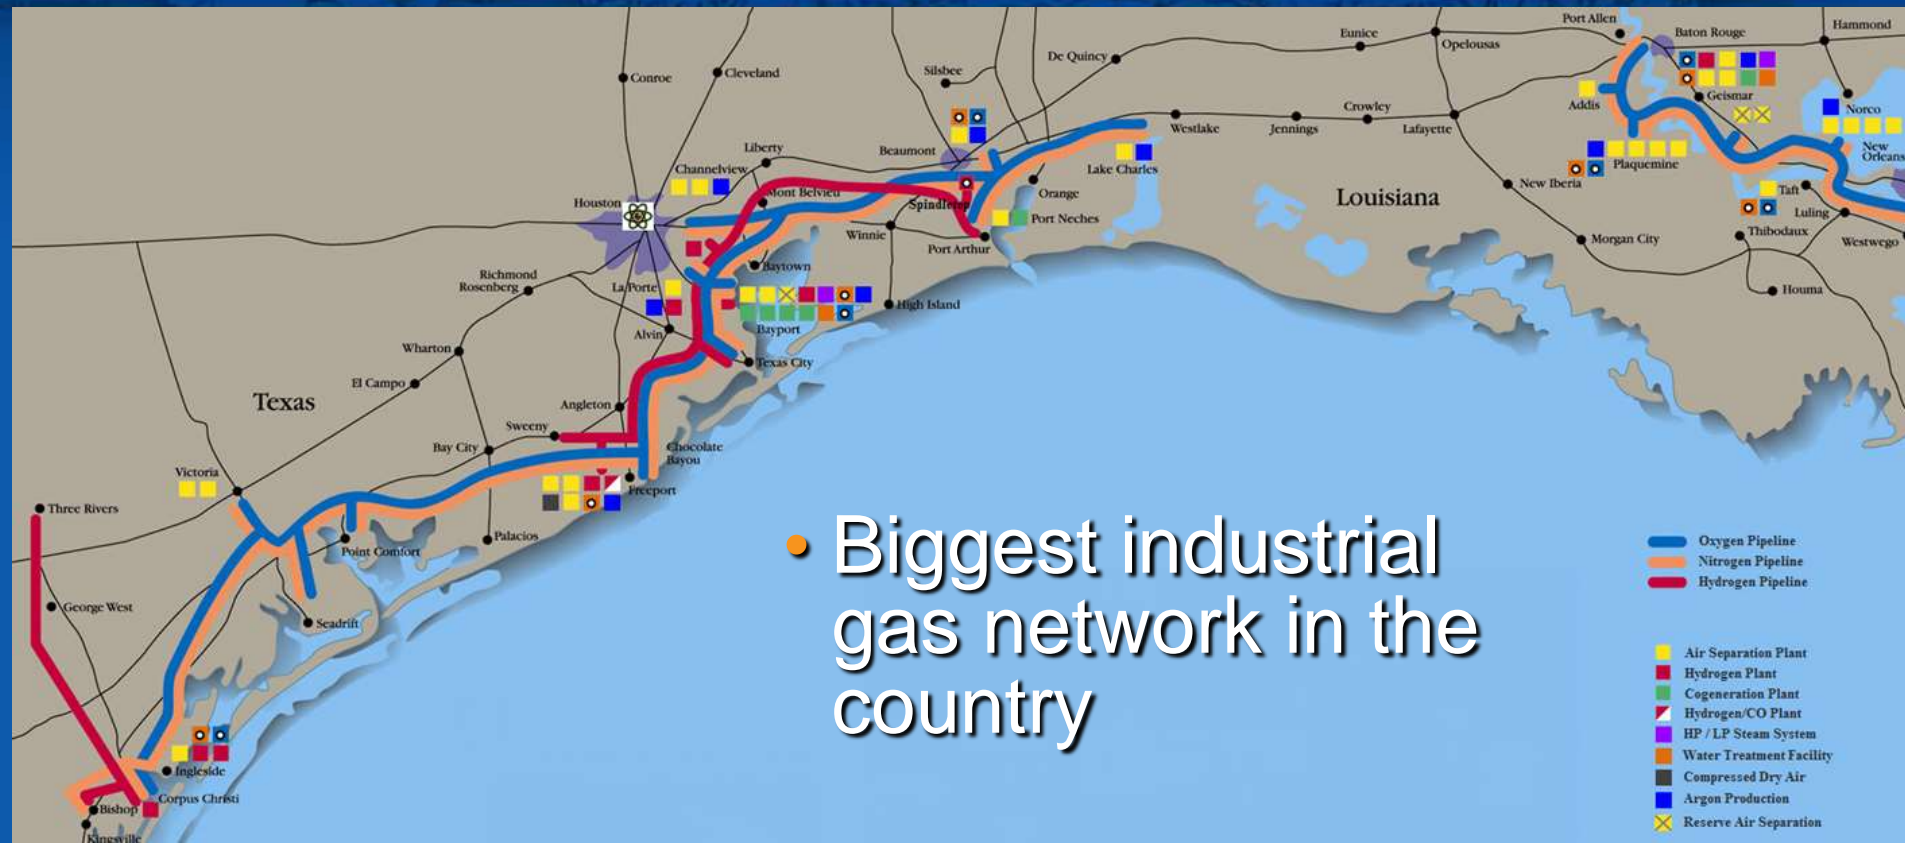 Port Allen
Hammond
Baton Rouge
Eunice
Opelousas
De Quincy
Silsbee
Conroe
Cleveland
Geismar
Addis
Norco
Crowley
Westlake
Jennings
Lafayette
New
Orleans
Liberty
Beaumont
Channelview
Lake Charles
Plaquemine
New Iberia
Mont Belvieu
Orange
Louisiana
Taft
Houston
Spindletop
Port Neches
Luling
Winnie
Port Arthur
Morgan City
Thibodaux
Westwego
Baytown
Richmond
Rosenberg
La Porte
High Island
Houma
Bayport
Alvin
Wharton
Texas City
El Campo
Texas
Angleton
Sweeny
Bay City
Chocolate
Bayou
Victoria
Freeport
Three Rivers
Palacios
Point Comfort
George West
Seadrift
Ingleside
Corpus Christi
Bishop
Kingsville
• Biggest industrial
gas network in the
country
Oxygen Pipeline
Nitrogen Pipeline
Hydrogen Pipeline
Air Separation Plant
Hydrogen Plant
Cogeneration Plant
Hydrogen/CO Plant
HP / LP Steam System
Water Treatment Facility
Compressed Dry Air
Argon Production
Reserve Air Separation